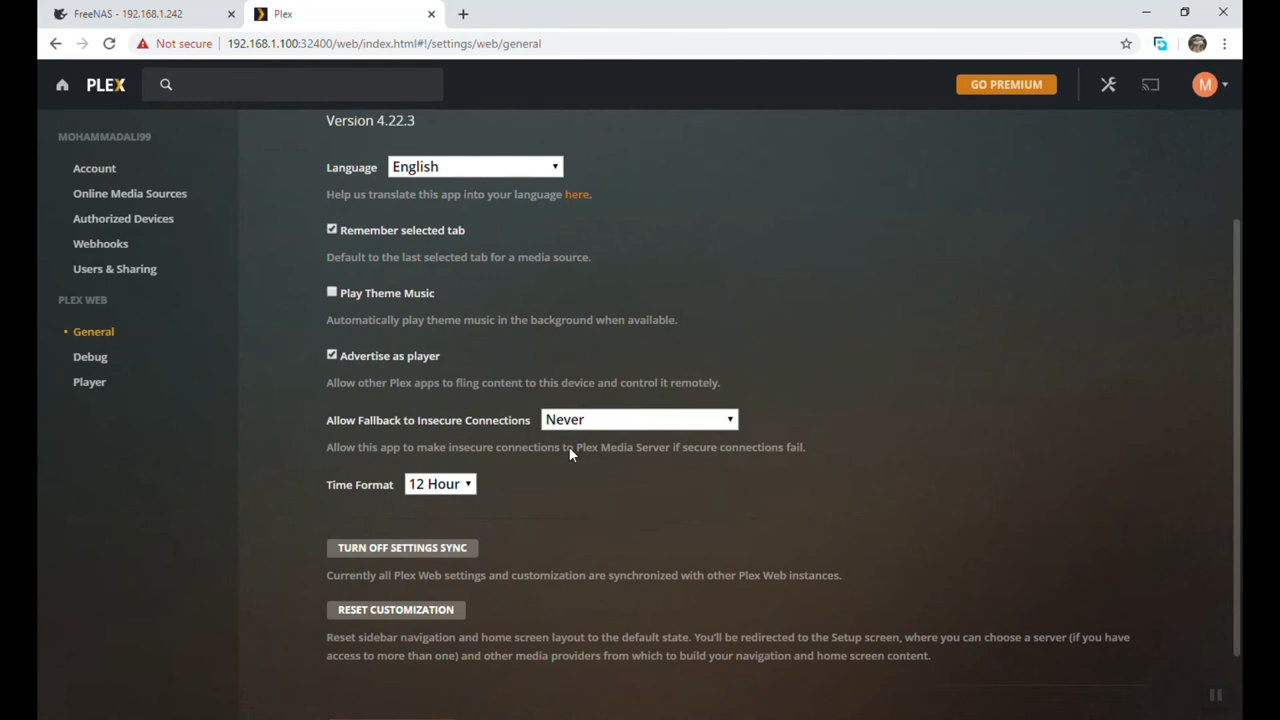 FreeNAS - 192.168.1.242
Plex
Not secure
192.168.1.100:32400/web/index.html#!/settings/web/general
PLEX
GO PREMIUM
M
MOHAMMADALI99
Account
Online Media Sources
Authorized Devices
Webhooks
Users & Sharing
PLEX WEB
General
Debug
Player
Version 4.22.3
Language English
Help us translate this app into your language here.
Remember selected tab
Default to the last selected tab for a media source.
Play Theme Music
Automatically play theme music in the background when available.
Advertise as player
Allow other Plex apps to fling content to this device and control it remotely.
Allow Fallback to Insecure Connections Never
Allow this app to make insecure connections to Plex Media Server if secure connections fail.
Time Format 12 Hour
TURN OFF SETTINGS SYNC
Currently all Plex Web settings and customization are synchronized with other Plex Web instances.
RESET CUSTOMIZATION
Reset sidebar navigation and home screen layout to the default state. You'll be redirected to the Setup screen, where you can choose a server (if you have
access to more than one) and other media providers from which to build your navigation and home screen content.